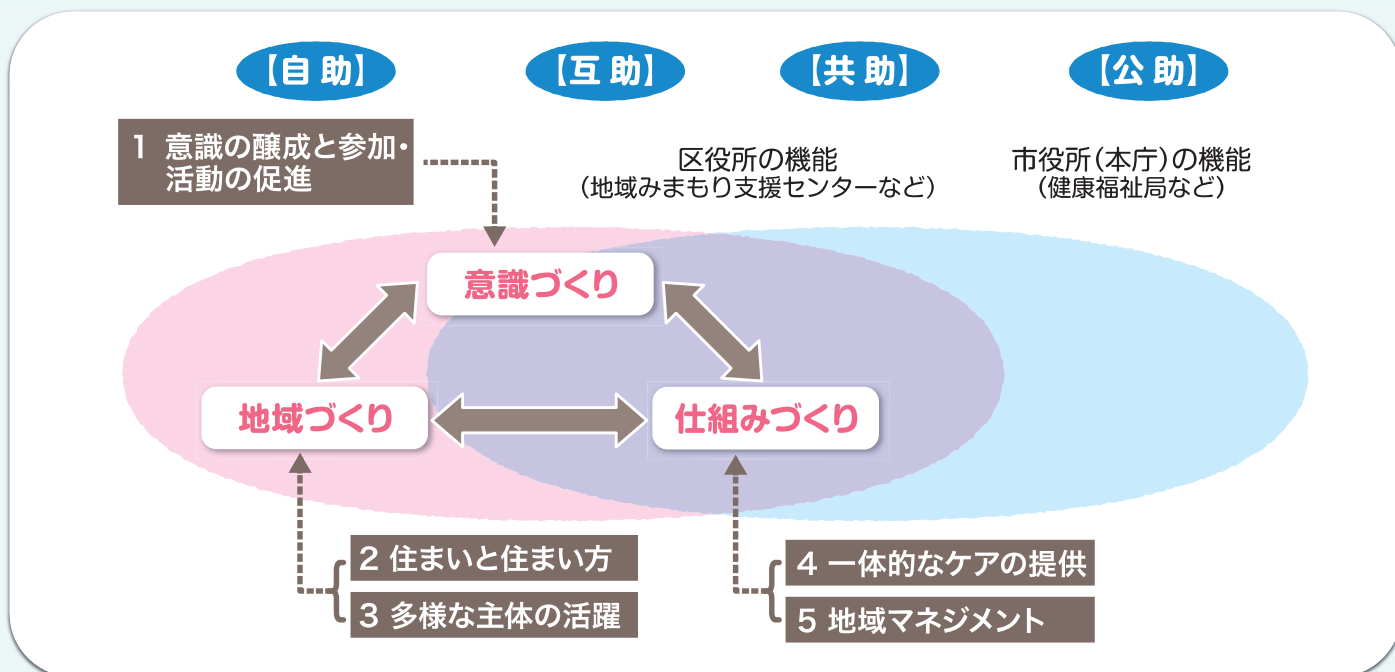 【自助】
【互助】
【共助】
【公助】
1 意識の醸成と参加・
活動の促進
区役所の機能
（地域みまもり支援センターなど）
市役所（本庁）の機能
（健康福祉局など）
意識づくり
地域づくり
仕組みづくり
2 住まいと住まい方
3 多様な主体の活躍
4 一体的なケアの提供
5 地域マネジメント